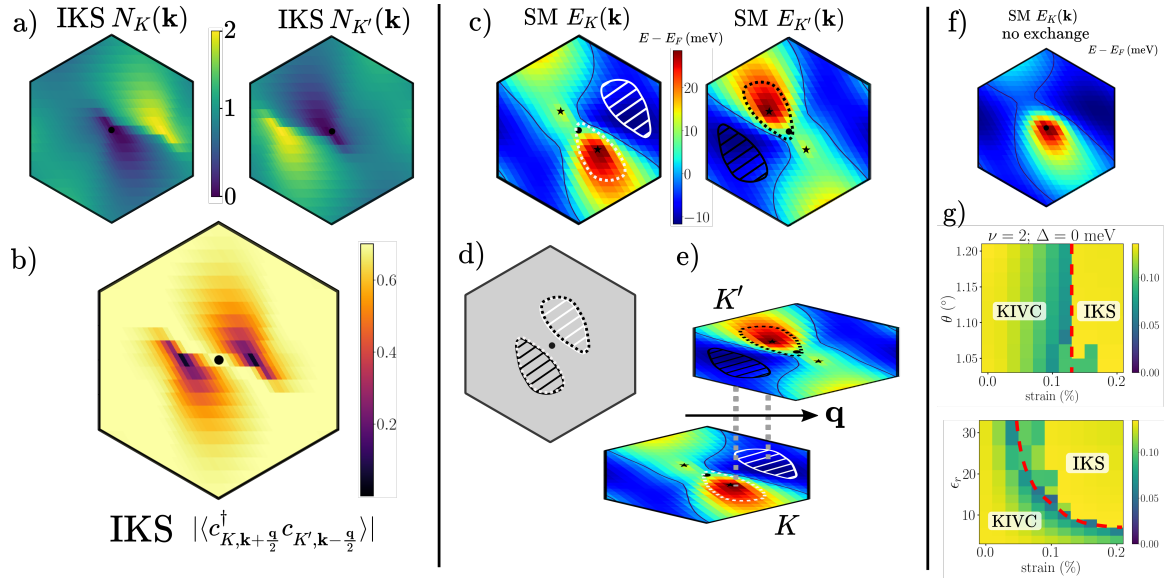 a) IKS N_K(k) IKS N_K'(k)
2
1
0
b)
0.6
0.4
0.2
IKS |⟨c†_{K,k+q/2} c_{K',k−q/2}⟩|
c) SM E_K(k) SM E_K'(k)
E − E_F (meV)
20
10
0
−10
d)
e)
K'
q
K
f) SM E_K(k)
no exchange
E − E_F (meV)
g)
ν = 2; Δ = 0 meV
θ (°)
1.20
1.15
1.10
1.05
KIVC IKS
0.0 0.1 0.2
strain (%)
0.10
0.05
0.00
ϵ_r
30
20
10
IKS
KIVC
0.0 0.1 0.2
strain (%)
0.10
0.05
0.00